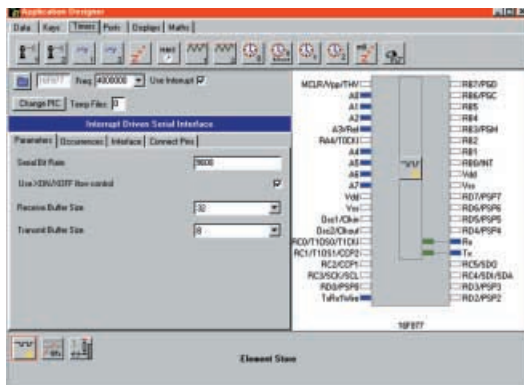 Application Designer
Data Keys Timers Ports Displays Maths
16F877 Freq 4000000 Use Interrupt
Change PIC Temp Files 0
Interrupt Driven Serial Interface
Parameters Occurrences Interface Connect Pins
Serial Bit Rate 9600
Use XON/XOFF flow control
Receive Buffer Size 32
Transmit Buffer Size 8
MCLR/Vpp/THV
A0
A1
A2
A3/Ref
RA4/TOCKI
A4
A5
A6
A7
Vdd
Vss
Osc1/Clkin
Osc2/Clkout
RC0/T1OSO/T1CKI
RC1/T1OS1/CCP2
RC2/CCP1
RC3/SCK/SCL
RD0/PSP0
TxRxTxWire
RB7/PGD
RB6/PGC
RB5
RB4
RB3/PGM
RB2
RB1
RB0/INT
Vdd
Vss
RD7/PSP7
RD6/PSP6
RD5/PSP5
RD4/PSP4
Rx
Tx
RC5/SDO
RC4/SDI/SDA
RD3/PSP3
RD2/PSP2
16F877
Element Store